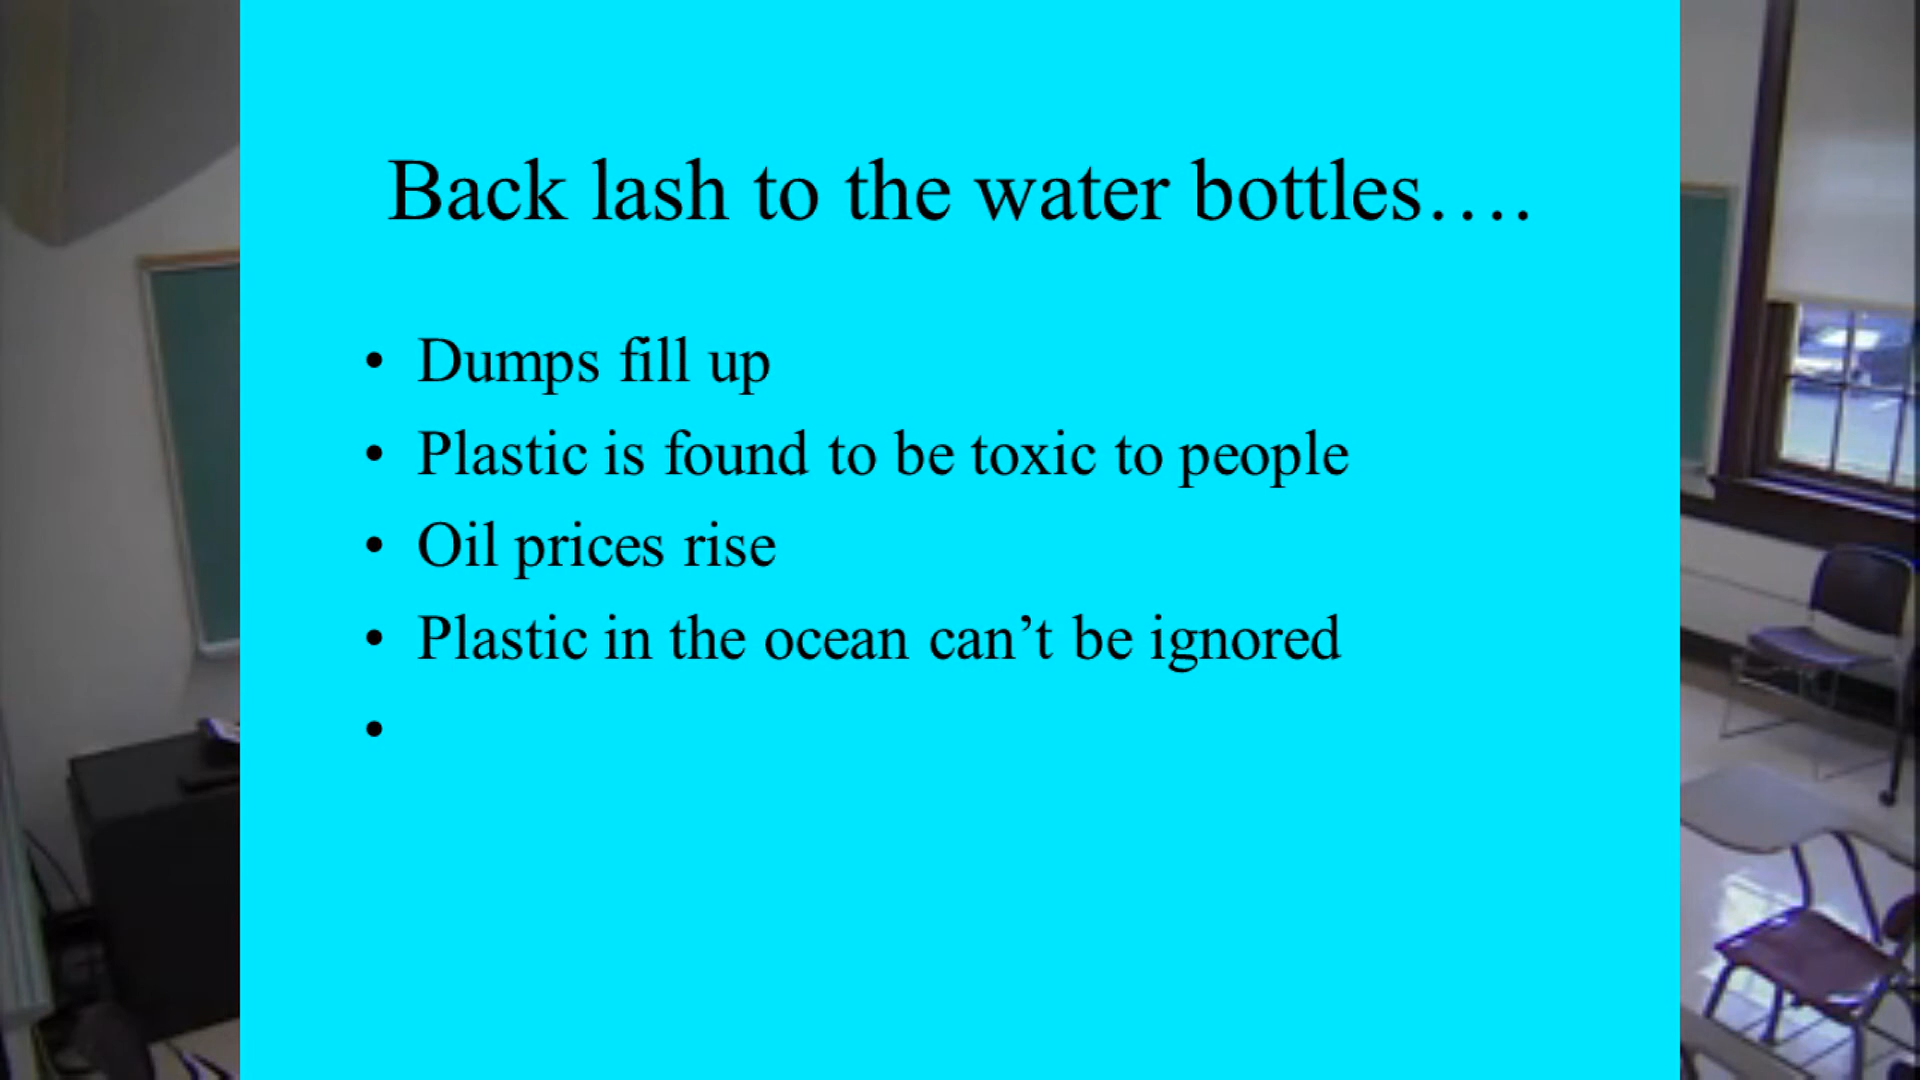 Back lash to the water bottles….
• Dumps fill up
• Plastic is found to be toxic to people
• Oil prices rise
• Plastic in the ocean can’t be ignored
•